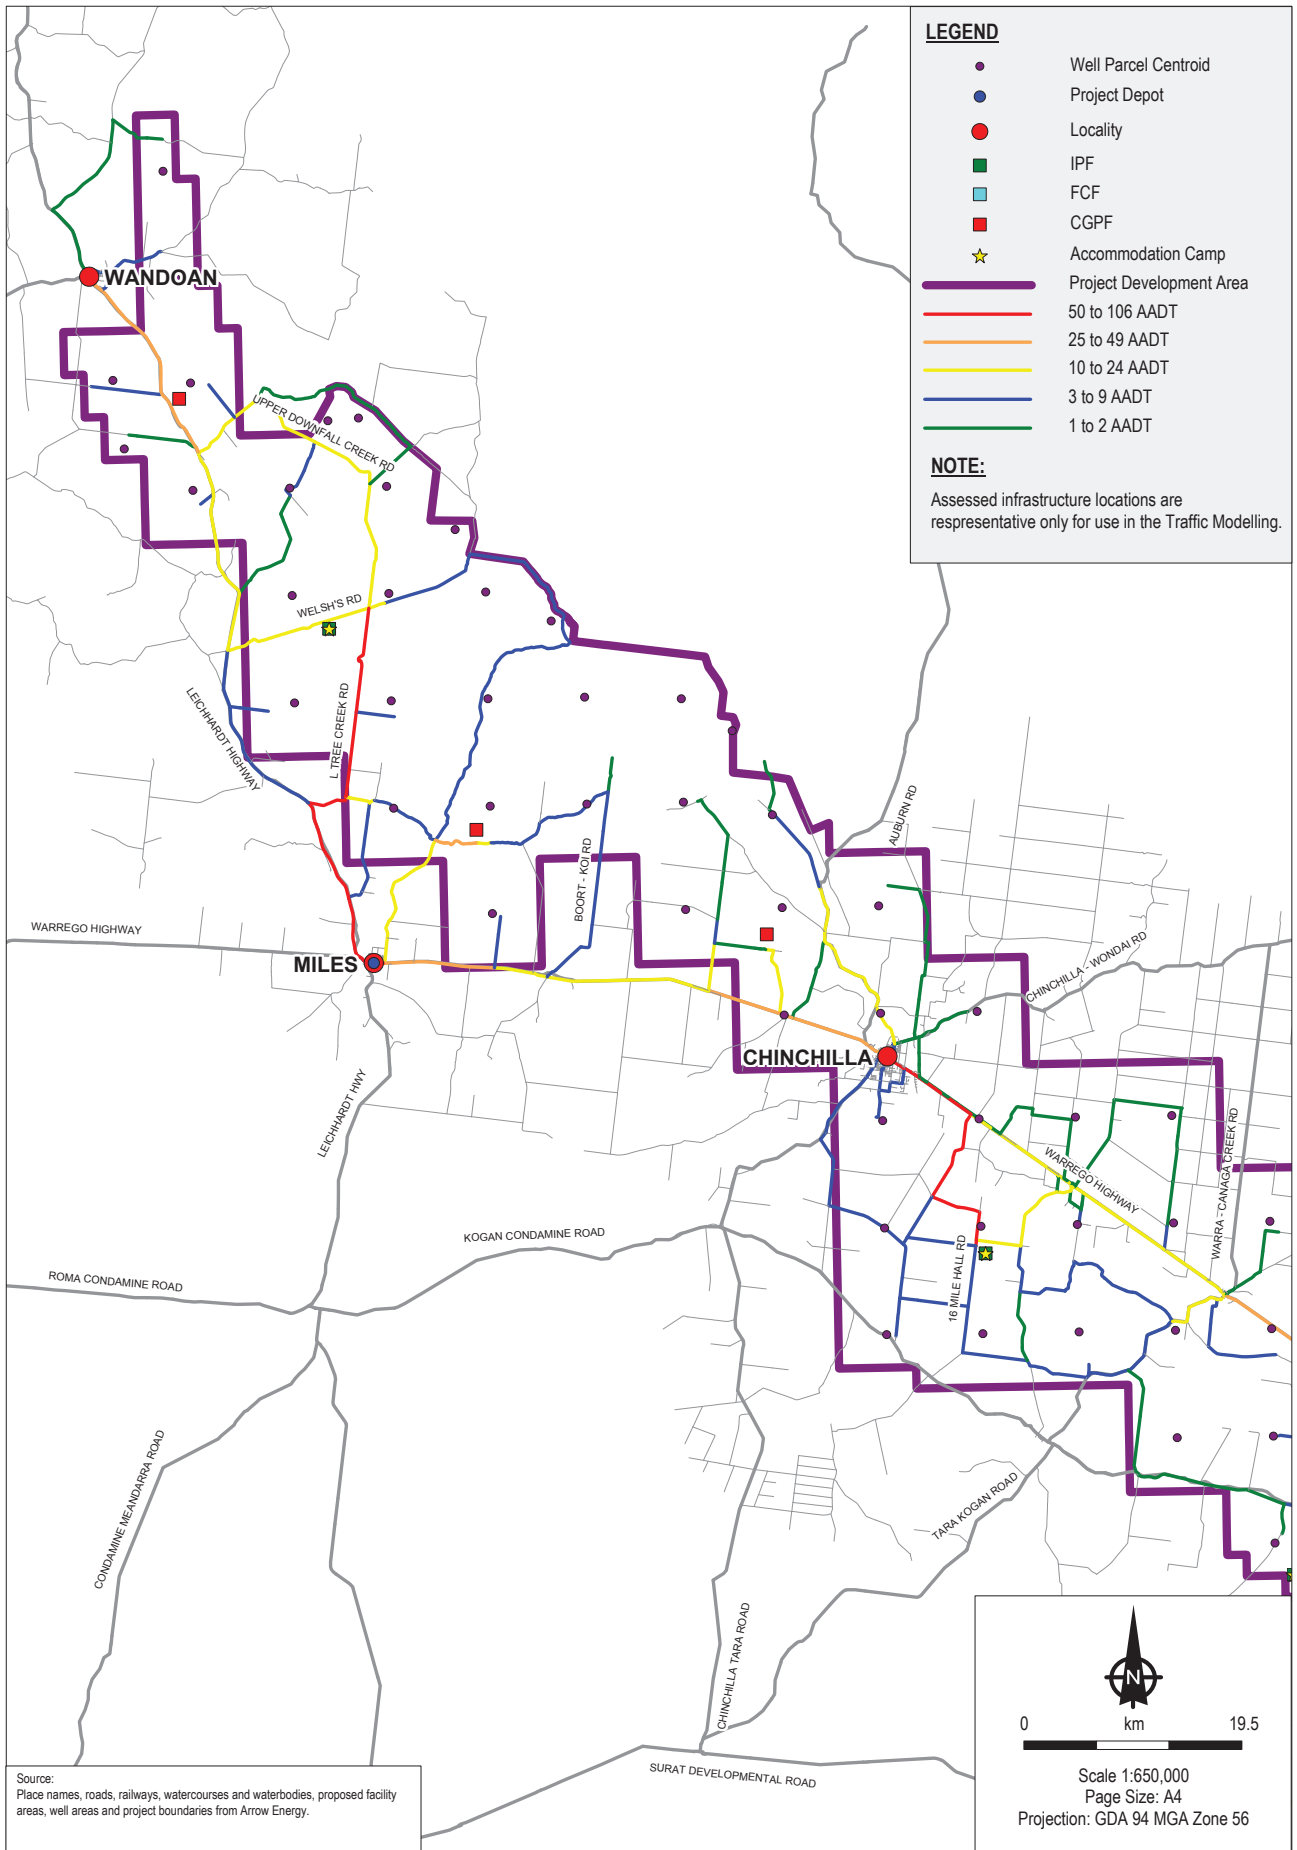 LEGEND
Well Parcel Centroid
Project Depot
Locality
IPF
FCF
CGPF
Accommodation Camp
Project Development Area
50 to 106 AADT
25 to 49 AADT
10 to 24 AADT
3 to 9 AADT
1 to 2 AADT
NOTE:
Assessed infrastructure locations are
respresentative only for use in the Traffic Modelling.
WANDOAN
UPPER DOWNFALL CREEK RD
WELSH'S RD
LEICHHARDT HIGHWAY
L TREE CREEK RD
AUBURN RD
BOORT - KOI RD
WARREGO HIGHWAY
MILES
CHINCHILLA - WONDAI RD
CHINCHILLA
LEICHHARDT HWY
WARREGO HIGHWAY
WARRA - CANAGA CREEK RD
KOGAN CONDAMINE ROAD
16 MILE HALL RD
ROMA CONDAMINE ROAD
CONDAMINE MEANDARRA ROAD
TARA KOGAN ROAD
CHINCHILLA TARA ROAD
SURAT DEVELOPMENTAL ROAD
N
0 km 19.5
Scale 1:650,000
Page Size: A4
Projection: GDA 94 MGA Zone 56
Source:
Place names, roads, railways, watercourses and waterbodies, proposed facility
areas, well areas and project boundaries from Arrow Energy.